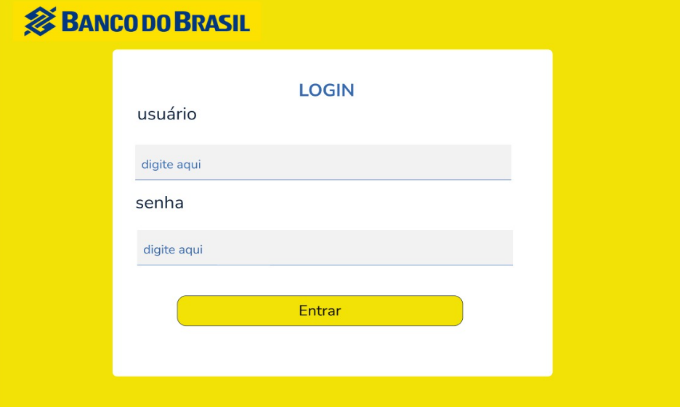 BANCO DO BRASIL
LOGIN
usuário
digite aqui
senha
digite aqui
Entrar